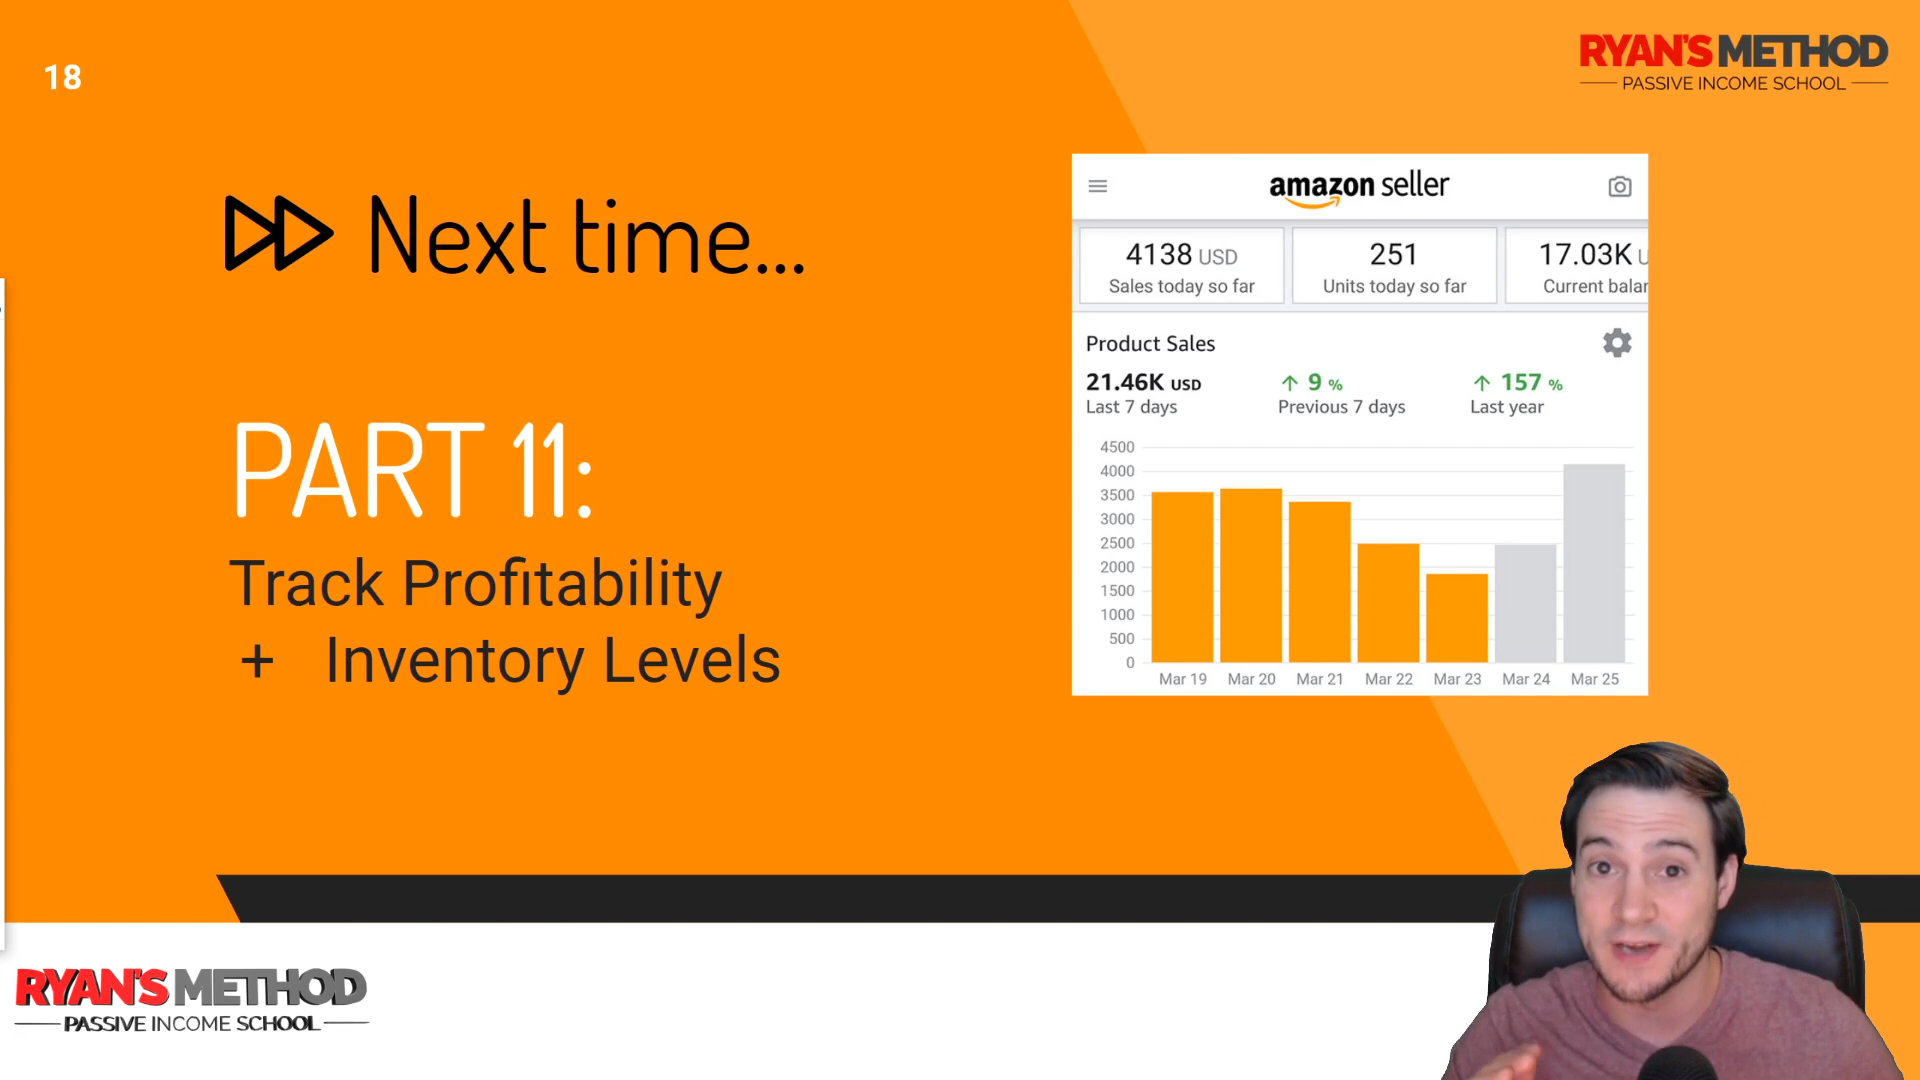 18
RYAN'S METHOD
PASSIVE INCOME SCHOOL
Next time...
PART 11:
Track Profitability
+ Inventory Levels
amazon seller
4138 USD
Sales today so far
251
Units today so far
17.03K U
Current balar
Product Sales
21.46K USD
Last 7 days
↑ 9 %
Previous 7 days
↑ 157 %
Last year
4500
4000
3500
3000
2500
2000
1500
1000
500
0
Mar 19 Mar 20 Mar 21 Mar 22 Mar 23 Mar 24 Mar 25
RYAN'S METHOD
PASSIVE INCOME SCHOOL